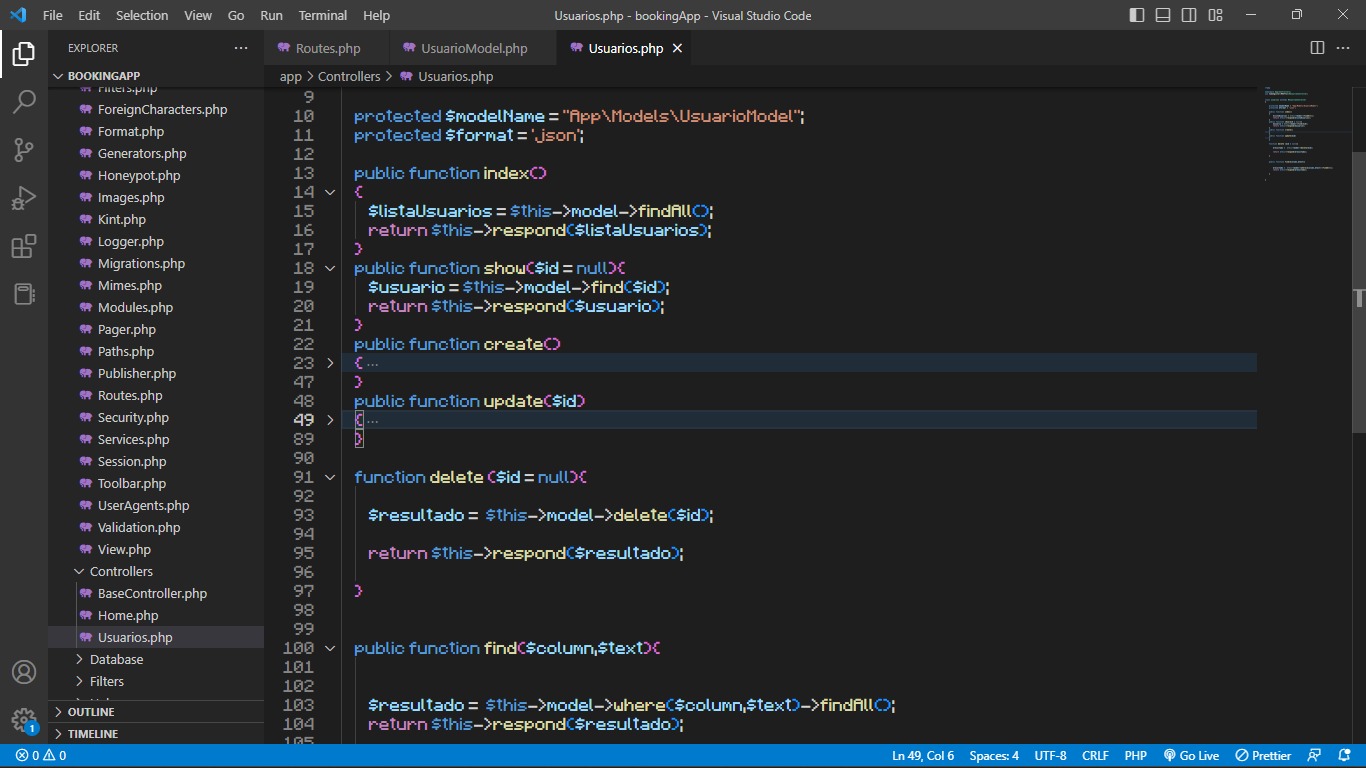 File Edit Selection View Go Run Terminal Help
Usuarios.php - bookingApp - Visual Studio Code
EXPLORER
BOOKINGAPP
Filters.php
ForeignCharacters.php
Format.php
Generators.php
Honeypot.php
Images.php
Kint.php
Logger.php
Migrations.php
Mimes.php
Modules.php
Pager.php
Paths.php
Publisher.php
Routes.php
Security.php
Services.php
Session.php
Toolbar.php
UserAgents.php
Validation.php
View.php
Controllers
BaseController.php
Home.php
Usuarios.php
Database
Filters
OUTLINE
TIMELINE
Routes.php UsuarioModel.php Usuarios.php
app > Controllers > Usuarios.php
9
10 protected $modelName = "App\Models\UsuarioModel";
11 protected $format = 'json';
12
13 public function index()
14 {
15 $listaUsuarios = $this->model->findAll();
16 return $this->respond($listaUsuarios);
17 }
18 public function show($id = null){
19 $usuario = $this->model->find($id);
20 return $this->respond($usuario);
21 }
22 public function create()
23 { ...
47 }
48 public function update($id)
49 { ...
89 }
90
91 function delete ($id = null){
92
93 $resultado = $this->model->delete($id);
94
95 return $this->respond($resultado);
96
97 }
98
99
100 public function find($column,$text){
101
102
103 $resultado = $this->model->where($column,$text)->findAll();
104 return $this->respond($resultado);
105
1
0 0 Ln 49, Col 6 Spaces: 4 UTF-8 CRLF PHP Go Live Prettier